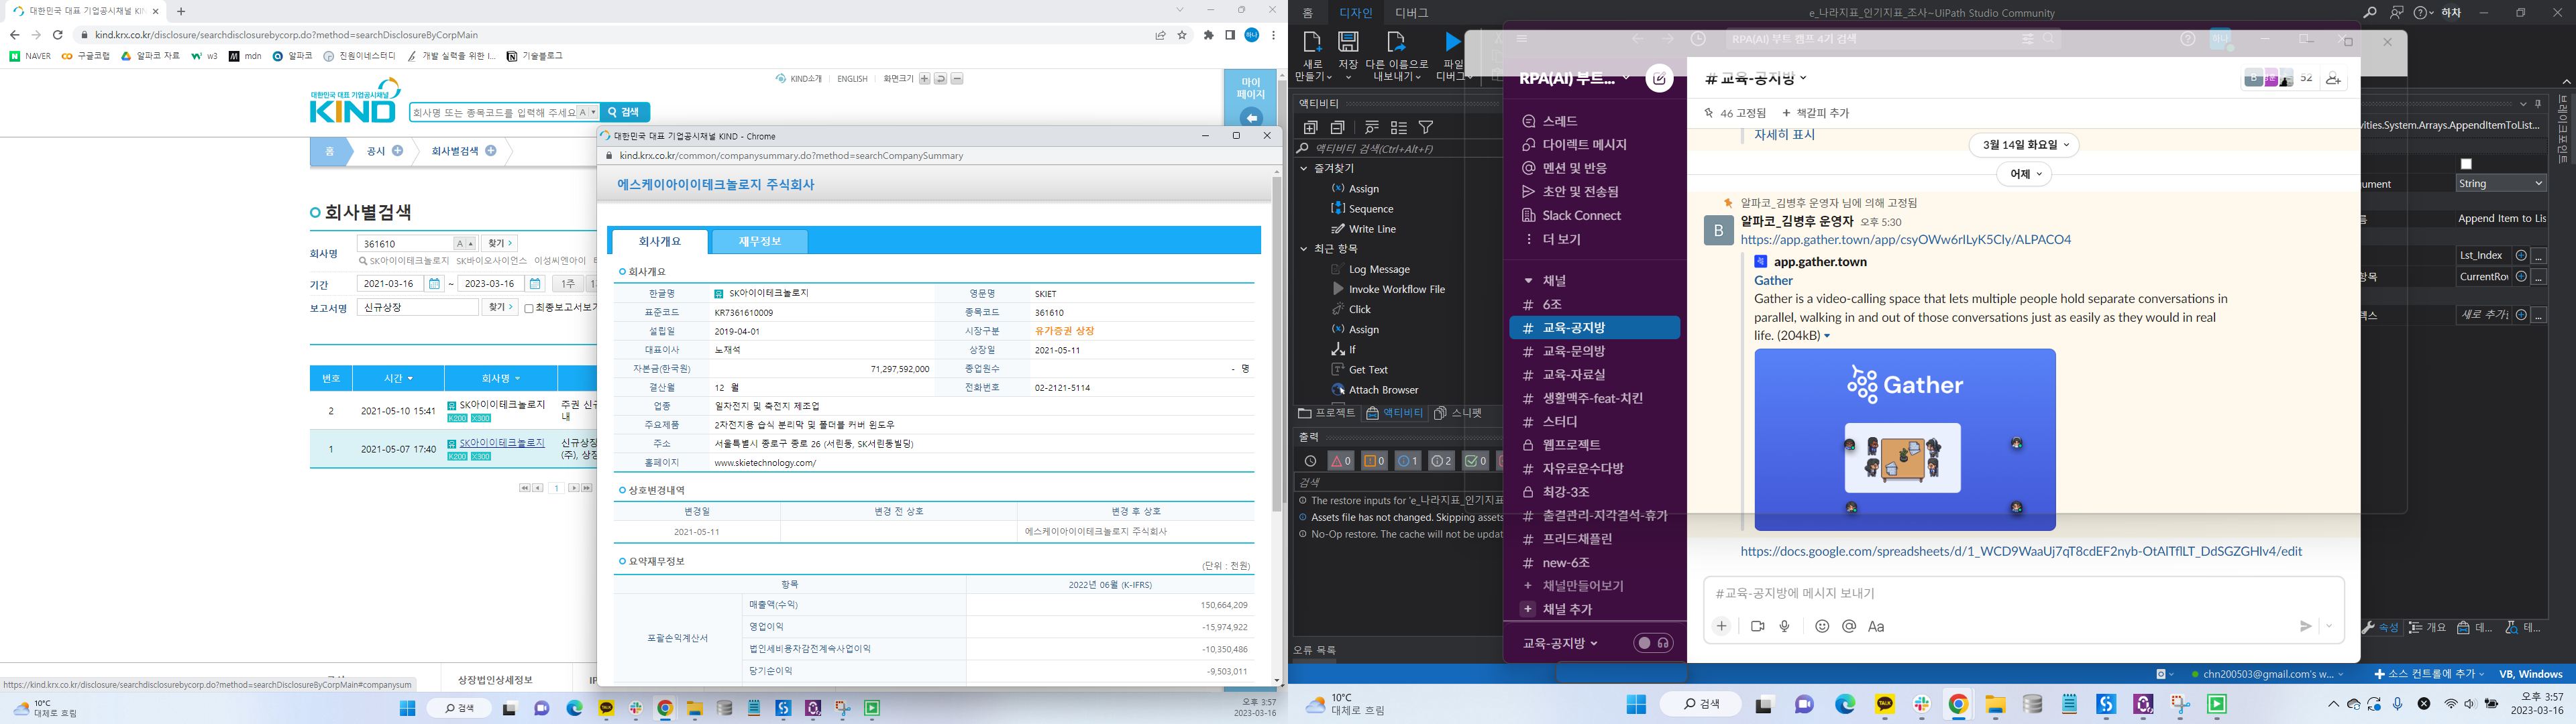 대한민국 대표 기업공시채널 KIN
kind.krx.co.kr/disclosure/searchdisclosurebycorp.do?method=searchDisclosureByCorpMain
NAVER 구글코랩 알파코 자료 w3 mdn 알파코 진원이네스터디 개발 실력을 위한 I... 기술블로그
대한민국 대표 기업공시채널
KIND
회사명 또는 종목코드를 입력해 주세요
검색
KIND소개 ENGLISH 화면크기
마이
페이지
홈 공시 회사별검색
회사별검색
회사명 361610 찾기
SK아이이테크놀로지 SK바이오사이언스 이성씨엔아이
기간 2021-03-16 ~ 2023-03-16 1주
보고서명 신규상장 찾기 최종보고서보기
번호 시간 회사명
2 2021-05-10 15:41 SK아이이테크놀로지 주권 신규
K200 X300 내
1 2021-05-07 17:40 SK아이이테크놀로지 신규상장
K200 X300 (주), 상장
1
상장법인상세정보
https://kind.krx.co.kr/disclosure/searchdisclosurebycorp.do?method=searchDisclosureByCorpMain#companysum
대한민국 대표 기업공시채널 KIND - Chrome
kind.krx.co.kr/common/companysummary.do?method=searchCompanySummary
에스케이아이이테크놀로지 주식회사
회사개요 재무정보
회사개요
한글명 유 SK아이이테크놀로지 영문명 SKIET
표준코드 KR7361610009 종목코드 361610
설립일 2019-04-01 시장구분 유가증권 상장
대표이사 노재석 상장일 2021-05-11
자본금(한국원) 71,297,592,000 종업원수 - 명
결산월 12 월 전화번호 02-2121-5114
업종 일차전지 및 축전지 제조업
주요제품 2차전지용 습식 분리막 및 폴더블 커버 윈도우
주소 서울특별시 종로구 종로 26 (서린동, SK서린동빌딩)
홈페이지 www.skietechnology.com/
상호변경내역
변경일 변경 전 상호 변경 후 상호
2021-05-11 에스케이아이이테크놀로지 주식회사
요약재무정보
(단위 : 천원)
항목 2022년 06월 (K-IFRS)
포괄손익계산서
매출액(수익) 150,664,209
영업이익 -15,974,922
법인세비용차감전계속사업이익 -10,350,486
당기순이익 -9,503,011
10°C
대체로 흐림
검색
오후 3:57
2023-03-16
홈 디자인 디버그
e_나라지표_인기지표_조사~UiPath Studio Community
하차
새로
만들기
저장
다른 이름으로
내보내기
파일
디버그
액티비티
액티비티 검색(Ctrl+Alt+F)
즐겨찾기
Assign
Sequence
Write Line
최근 항목
Log Message
Invoke Workflow File
Click
Assign
If
Get Text
Attach Browser
프로젝트 액티비티 스니펫
출력
0 0 1 2 0
검색
The restore inputs for 'e_나라지표_인기지표
Assets file has not changed. Skipping assets
No-Op restore. The cache will not be updat
오류 목록
RPA(AI) 부트 캠프 4기 검색
하나
RPA(AI) 부트...
스레드
다이렉트 메시지
멘션 및 반응
초안 및 전송됨
Slack Connect
더 보기
채널
# 6조
# 교육-공지방
# 교육-문의방
# 교육-자료실
# 생활맥주-feat-치킨
# 스터디
웹프로젝트
# 자유로운수다방
최강-3조
# 출결관리-지각결석-휴가
# 프리드채플린
# new-6조
+ 채널만들어보기
+ 채널 추가
교육-공지방
# 교육-공지방
52
46 고정됨 + 책갈피 추가
자세히 표시
3월 14일 화요일
어제
알파코_김병후 운영자 님에 의해 고정됨
B
알파코_김병후 운영자 오후 5:30
https://app.gather.town/app/csyOWw6rILyK5Cly/ALPACO4
app.gather.town
Gather
Gather is a video-calling space that lets multiple people hold separate conversations in
parallel, walking in and out of those conversations just as easily as they would in real
life. (204kB)
Gather
https://docs.google.com/spreadsheets/d/1_WCD9WaaUj7qT8cdEF2nyb-OtAITflLT_DdSGZGHlv4/edit
#교육-공지방에 메시지 보내기
Aa
vities.System.Arrays.AppendItemToList...
브레이크포인트
ument String
Append Item to Lis
Lst_Index
항목 CurrentRo
새로 추가
속성 개요 데... 테...
chn200503@gmail.com's w...
소스 컨트롤에 추가
VB, Windows
10°C
대체로 흐림
검색
오후 3:57
2023-03-16